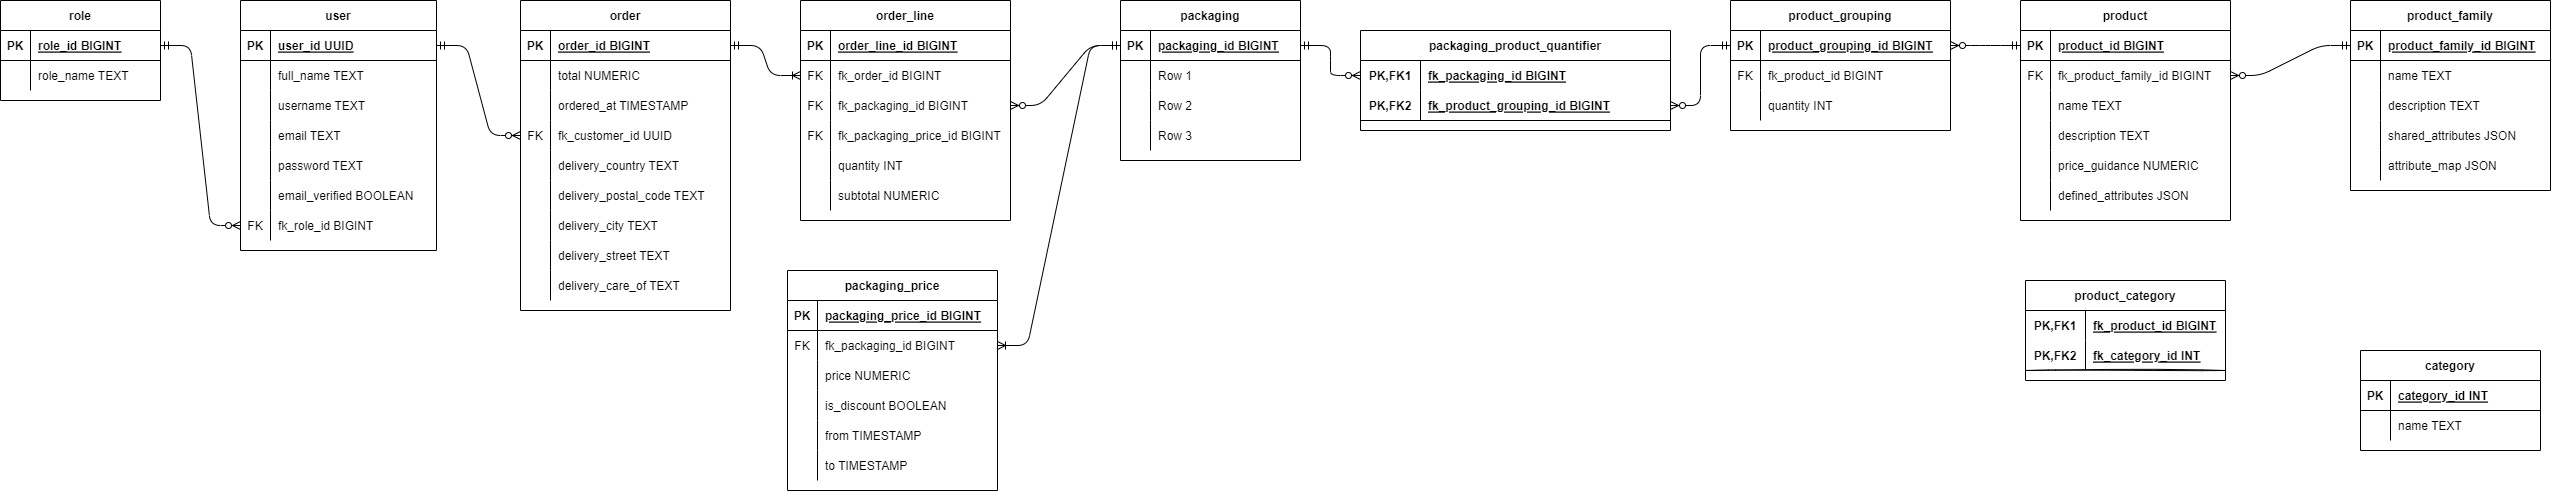 role
PK role_id BIGINT
role_name TEXT
user
PK user_id UUID
full_name TEXT
username TEXT
email TEXT
password TEXT
email_verified BOOLEAN
FK fk_role_id BIGINT
order
PK order_id BIGINT
total NUMERIC
ordered_at TIMESTAMP
FK fk_customer_id UUID
delivery_country TEXT
delivery_postal_code TEXT
delivery_city TEXT
delivery_street TEXT
delivery_care_of TEXT
order_line
PK order_line_id BIGINT
FK fk_order_id BIGINT
FK fk_packaging_id BIGINT
FK fk_packaging_price_id BIGINT
quantity INT
subtotal NUMERIC
packaging_price
PK packaging_price_id BIGINT
FK fk_packaging_id BIGINT
price NUMERIC
is_discount BOOLEAN
from TIMESTAMP
to TIMESTAMP
packaging
PK packaging_id BIGINT
Row 1
Row 2
Row 3
packaging_product_quantifier
PK,FK1 fk_packaging_id BIGINT
PK,FK2 fk_product_grouping_id BIGINT
product_grouping
PK product_grouping_id BIGINT
FK fk_product_id BIGINT
quantity INT
product
PK product_id BIGINT
FK fk_product_family_id BIGINT
name TEXT
description TEXT
price_guidance NUMERIC
defined_attributes JSON
product_family
PK product_family_id BIGINT
name TEXT
description TEXT
shared_attributes JSON
attribute_map JSON
product_category
PK,FK1 fk_product_id BIGINT
PK,FK2 fk_category_id INT
category
PK category_id INT
name TEXT